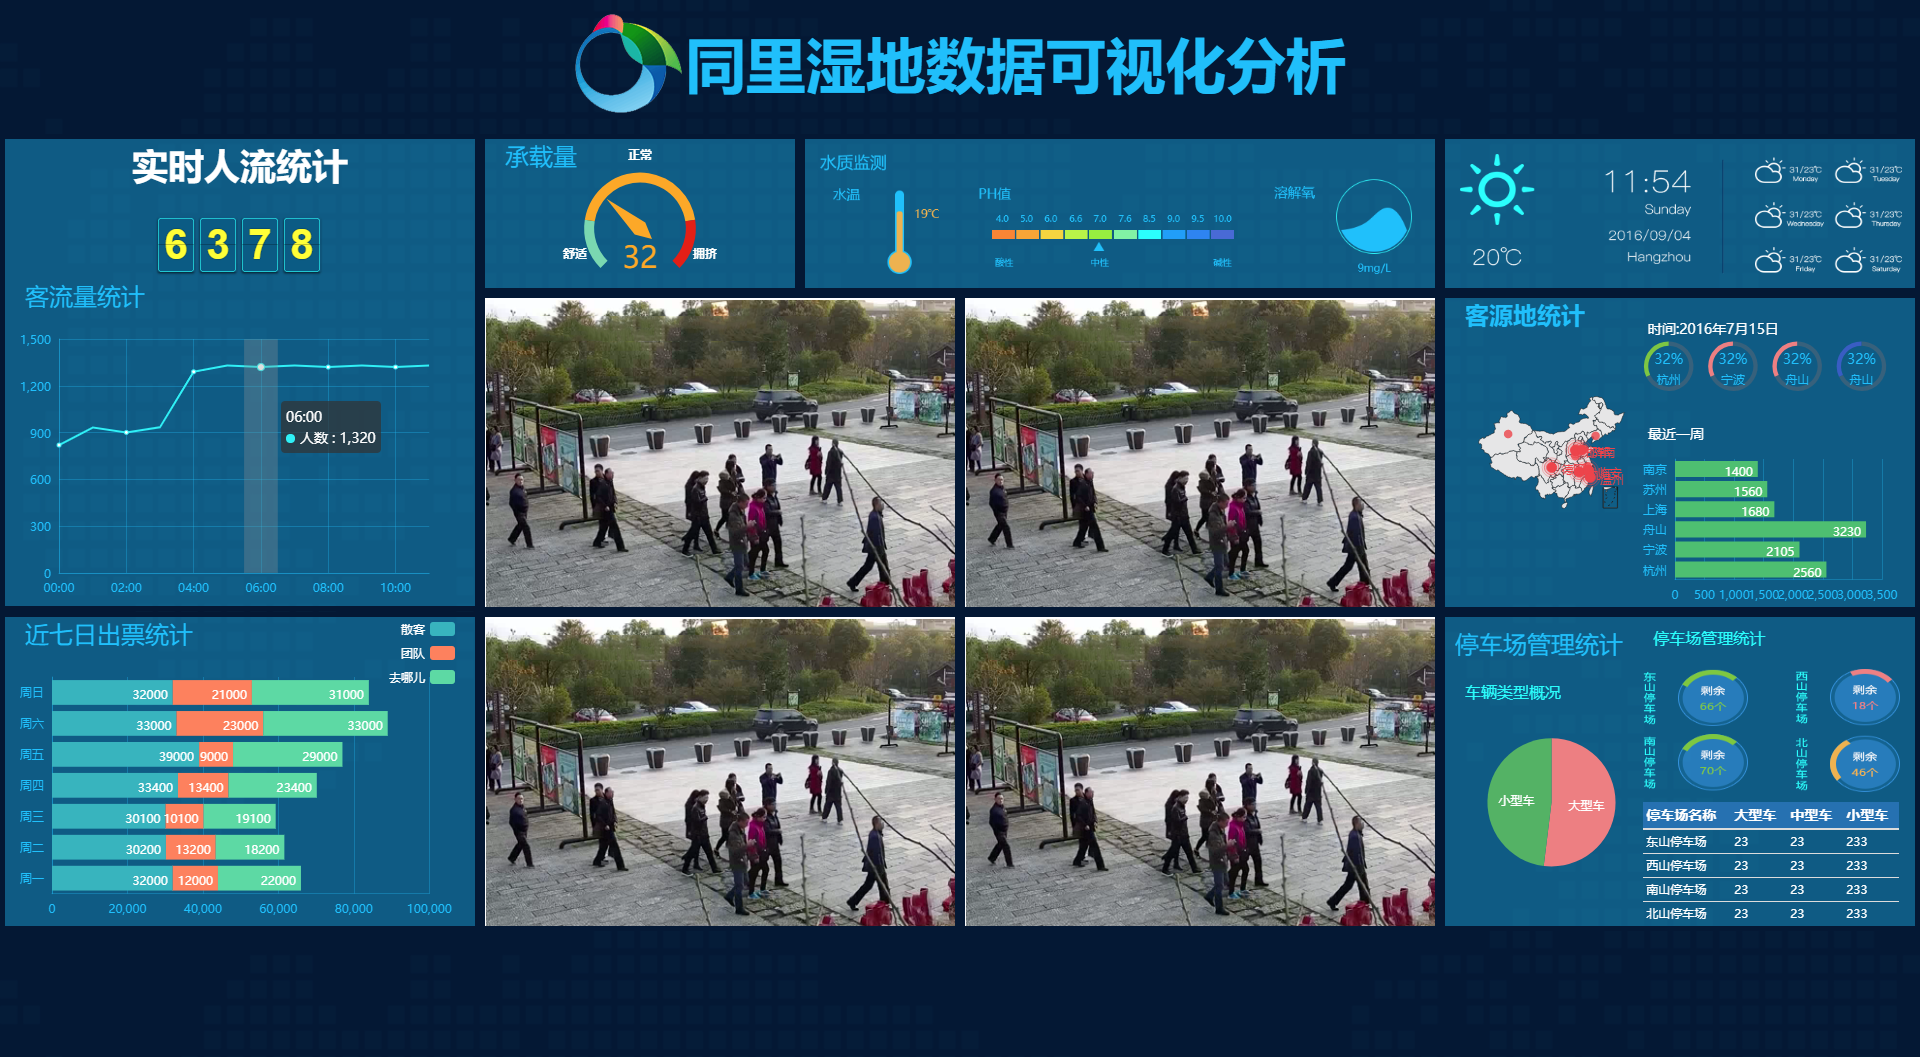 同里湿地数据可视化分析
实时人流统计
6 3 7 8
客流量统计
1,500
1,200
900
600
300
0
00:00 02:00 04:00 06:00 08:00 10:00
06:00
人数 : 1,320
承载量
正常
舒适
拥挤
32
水质监测
水温
19℃
PH值
4.0 5.0 6.0 6.6 7.0 7.6 8.5 9.0 9.5 10.0
酸性 中性 碱性
溶解氧
9mg/L
20℃
11:54
Sunday
2016/09/04
Hangzhou
31/23℃ Monday
31/23℃ Tuesday
31/23℃ Wednesday
31/23℃ Thursday
31/23℃ Friday
31/23℃ Saturday
客源地统计
时间:2016年7月15日
32% 杭州
32% 宁波
32% 舟山
32% 舟山
最近一周
南京 1400
苏州 1560
上海 1680
舟山 3230
宁波 2105
杭州 2560
0 500 1,000 1,500 2,000 2,500 3,000 3,500
近七日出票统计
散客
团队
去哪儿
周日 32000 21000 31000
周六 33000 23000 33000
周五 39000 9000 29000
周四 33400 13400 23400
周三 30100 10100 19100
周二 30200 13200 18200
周一 32000 12000 22000
0 20,000 40,000 60,000 80,000 100,000
停车场管理统计
车辆类型概况
小型车
大型车
停车场管理统计
东山停车场
剩余
66个
西山停车场
剩余
18个
南山停车场
剩余
70个
北山停车场
剩余
46个
停车场名称 大型车 中型车 小型车
东山停车场 23 23 233
西山停车场 23 23 233
南山停车场 23 23 233
北山停车场 23 23 233